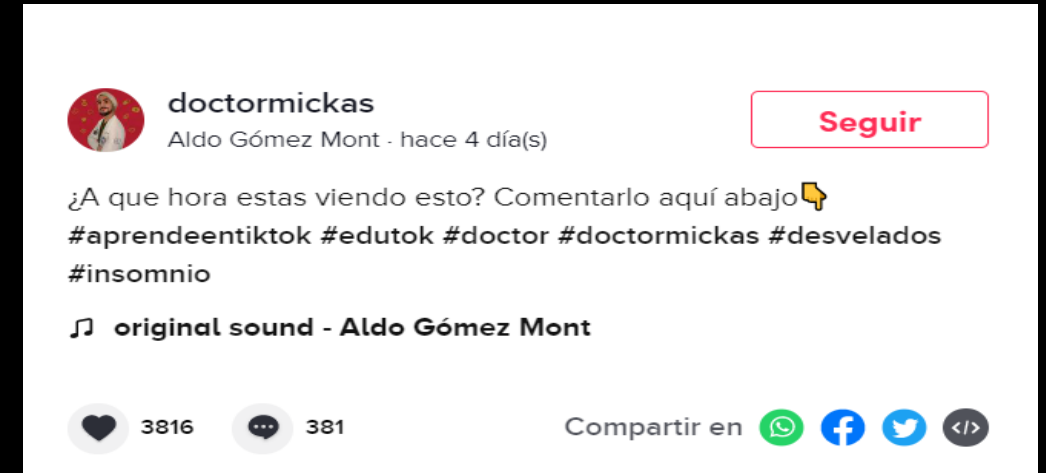 doctormickas
Seguir
Aldo Gómez Mont · hace 4 día(s)
¿A que hora estas viendo esto? Comentarlo aquí abajo👇
#aprendeentiktok #edutok #doctor #doctormickas #desvelados
#insomnio
original sound - Aldo Gómez Mont
3816 381 Compartir en